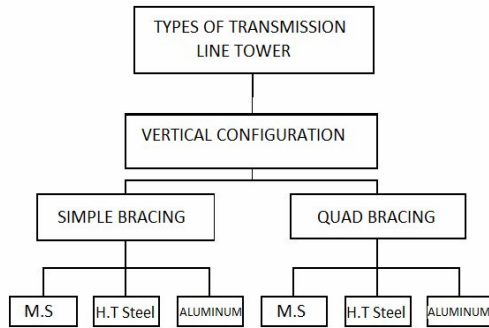 TYPES OF TRANSMISSION
LINE TOWER
VERTICAL CONFIGURATION
SIMPLE BRACING
QUAD BRACING
M.S
H.T Steel
ALUMINUM
M.S
H.T Steel
ALUMINUM